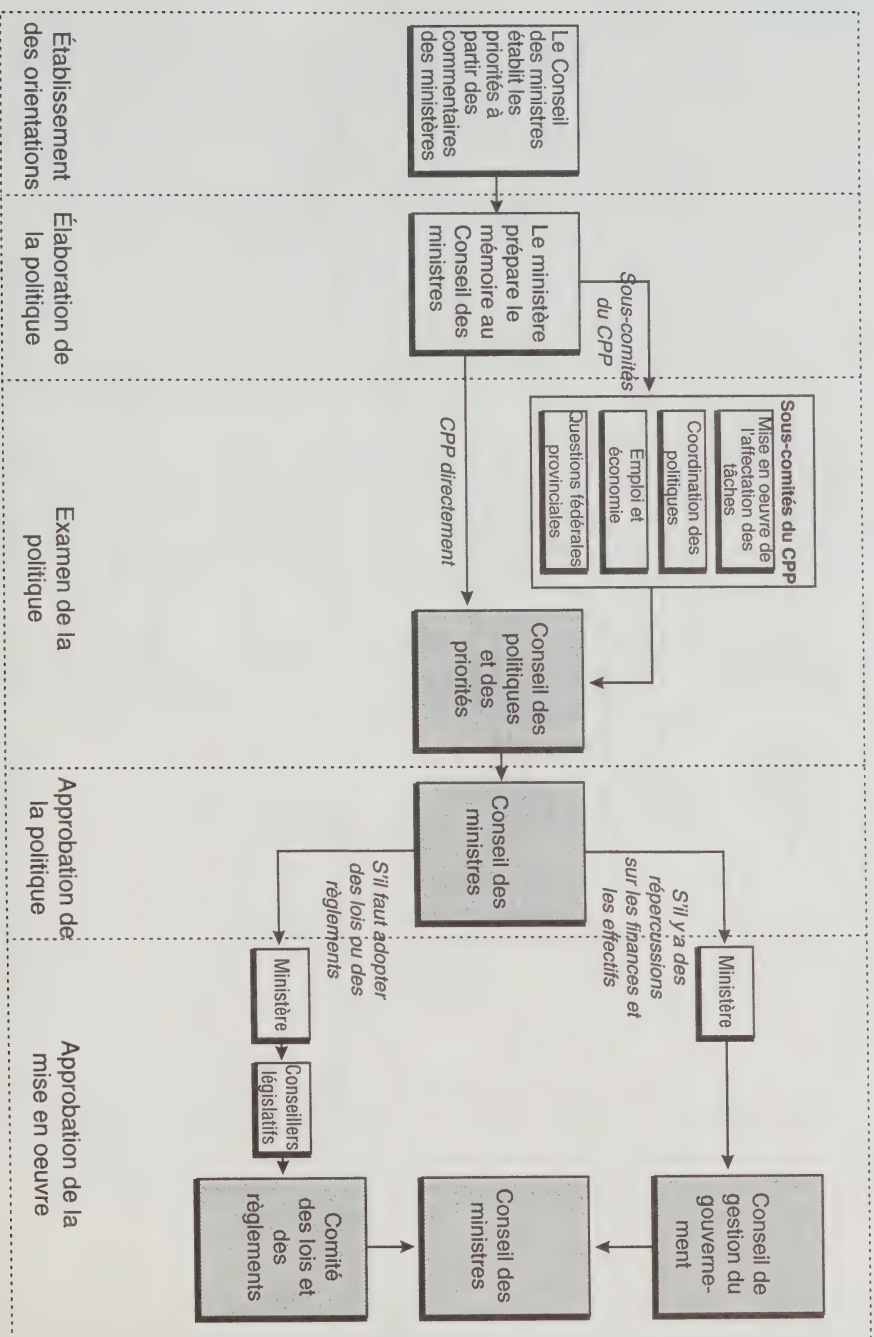 Le Conseil
des ministres
établit les
priorités à
partir des
commentaires
des ministères
Établissement
des orientations
Le ministère
prépare le
mémoire au
Conseil des
ministres
Élaboration de
la politique
Sous-comités
du CPP
CPP directement
Sous-comités du CPP
Mise en oeuvre de
l'affectation des
tâches
Coordination des
politiques
Emploi et
économie
Questions fédérales
provinciales
Conseil des
politiques
et des
priorités
Examen de la
politique
Conseil des
ministres
Approbation de
la politique
S'il y'a des
répercussions
sur les finances et
les effectifs
S'il faut adopter
des lois pu des
règlements
Ministère
Conseil de
gestion du
gouverne-
ment
Ministère
Conseillers
législatifs
Comité
des lois et
des
règlements
Conseil des
ministres
Approbation de la
mise en oeuvre